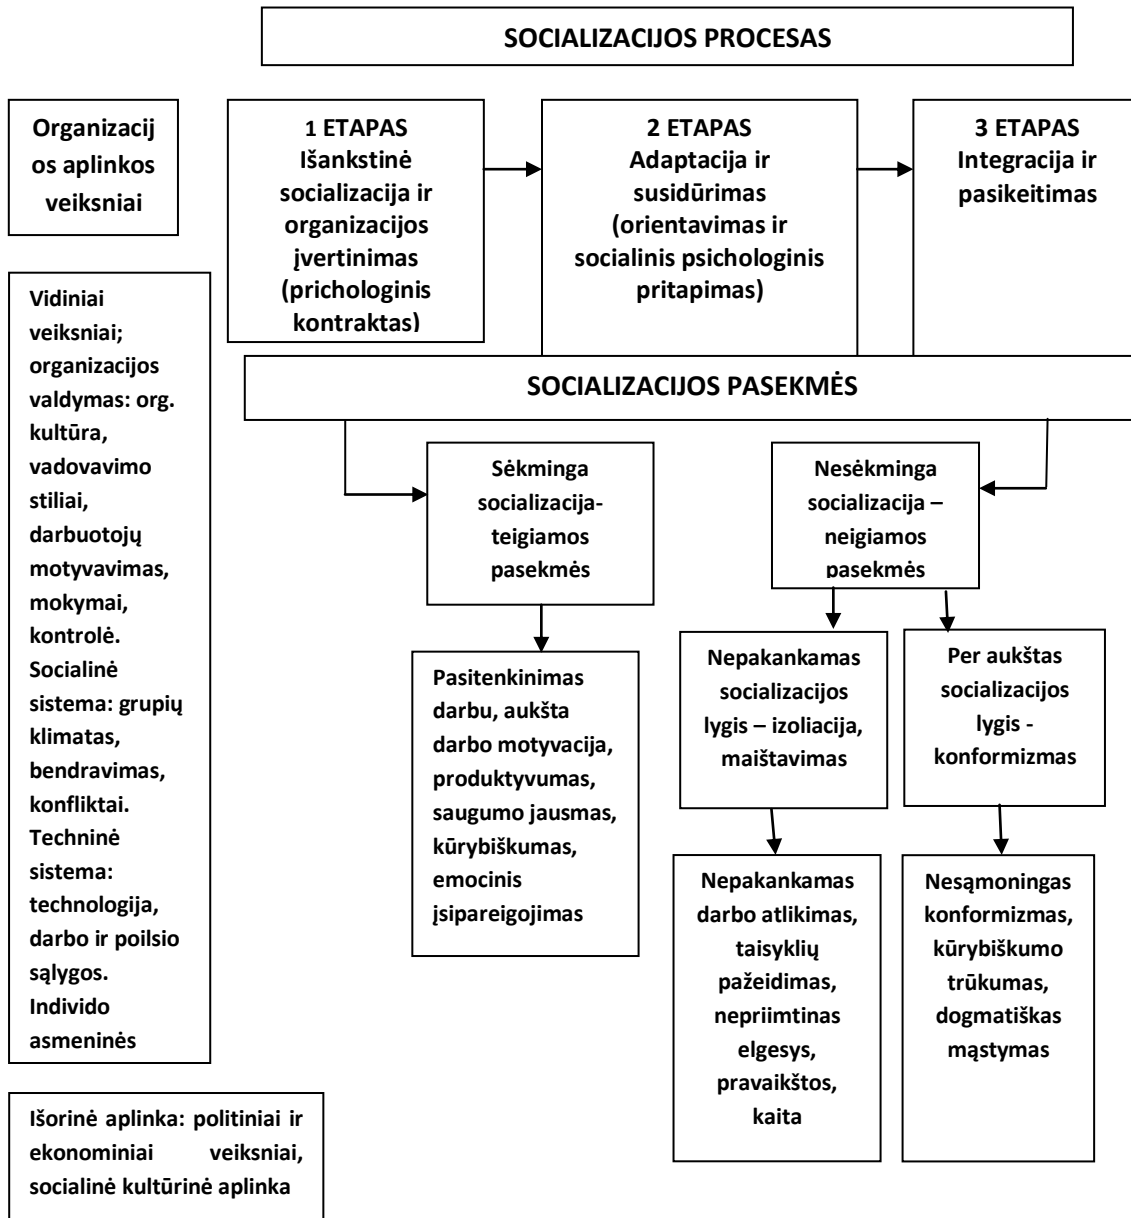 SOCIALIZACIJOS PROCESAS
Organizacij
os aplinkos
veiksniai
1 ETAPAS
Išankstinė
socializacija ir
organizacijos
įvertinimas
(prichologinis
kontraktas)
2 ETAPAS
Adaptacija ir
susidūrimas
(orientavimas ir
socialinis psichologinis
pritapimas)
3 ETAPAS
Integracija ir
pasikeitimas
Vidiniai
veiksniai;
organizacijos
valdymas: org.
kultūra,
vadovavimo
stiliai,
darbuotojų
motyvavimas,
mokymai,
kontrolė.
Socialinė
sistema: grupių
klimatas,
bendravimas,
konfliktai.
Techninė
sistema:
technologija,
darbo ir poilsio
sąlygos.
Individo
asmeninės
SOCIALIZACIJOS PASEKMĖS
Sėkminga
socializacija-
teigiamos
pasekmės
Nesėkminga
socializacija –
neigiamos
pasekmės
Pasitenkinimas
darbu, aukšta
darbo motyvacija,
produktyvumas,
saugumo jausmas,
kūrybiškumas,
emocinis
įsipareigojimas
Nepakankamas
socializacijos
lygis – izoliacija,
maištavimas
Per aukštas
socializacijos
lygis -
konformizmas
Nepakankamas
darbo atlikimas,
taisyklių
pažeidimas,
nepriimtinas
elgesys,
pravaikštos,
kaita
Nesąmoningas
konformizmas,
kūrybiškumo
trūkumas,
dogmatiškas
mąstymas
Išorinė aplinka: politiniai ir
ekonominiai veiksniai,
socialinė kultūrinė aplinka